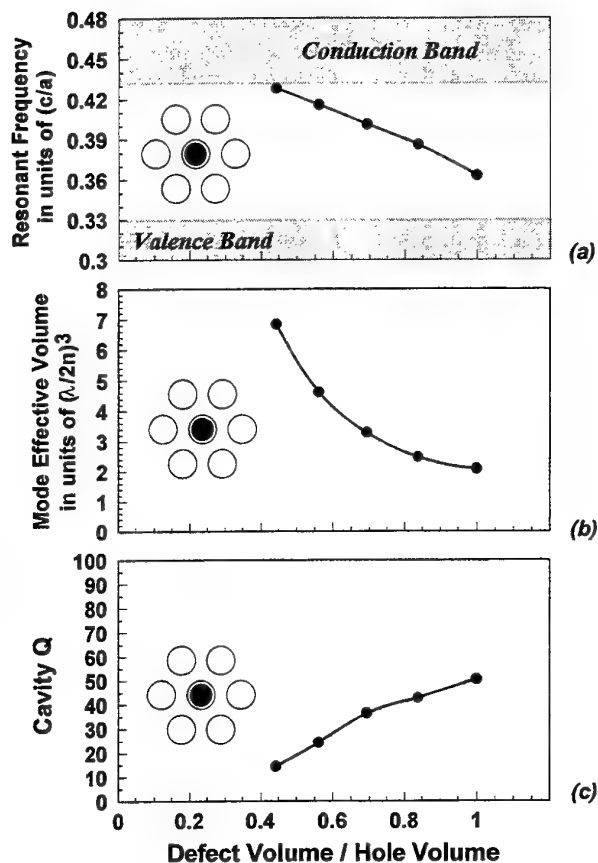 Resonant Frequency
in units of (c/a)
0.48
0.45
0.42
0.39
0.36
0.33
0.3
Conduction Band
Valence Band
(a)
Mode Effective Volume
in units of (λ/2n)³
8
7
6
5
4
3
2
1
0
(b)
Cavity Q
100
90
80
70
60
50
40
30
20
10
0
(c)
0 0.2 0.4 0.6 0.8 1
Defect Volume / Hole Volume